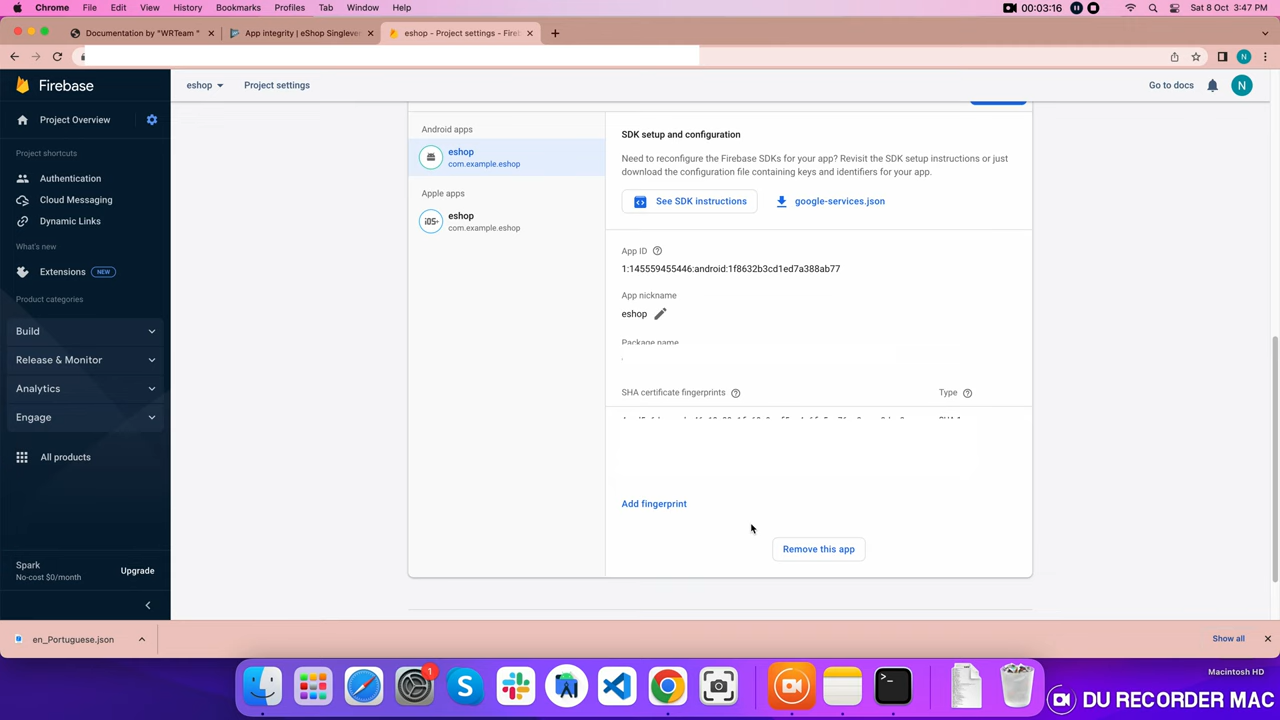 Chrome File Edit View History Bookmarks Profiles Tab Window Help 00:03:16 Sat 8 Oct 3:47 PM
Documentation by "WRTeam " App integrity | eShop Singleven eshop - Project settings - Fire
N
Firebase
eshop Project settings Go to docs N
Project Overview
Project shortcuts
Authentication
Cloud Messaging
Dynamic Links
What's new
Extensions NEW
Product categories
Build
Release & Monitor
Analytics
Engage
All products
Spark
No-cost $0/month
Upgrade
Android apps
eshop
com.example.eshop
Apple apps
iOS+
eshop
com.example.eshop
SDK setup and configuration
Need to reconfigure the Firebase SDKs for your app? Revisit the SDK setup instructions or just
download the configuration file containing keys and identifiers for your app.
See SDK instructions google-services.json
App ID
1:145559455446:android:1f8632b3cd1ed7a388ab77
App nickname
eshop
Package name
SHA certificate fingerprints Type
Add fingerprint
Remove this app
en_Portuguese.json Show all
Macintosh HD
1
DU RECORDER MAC